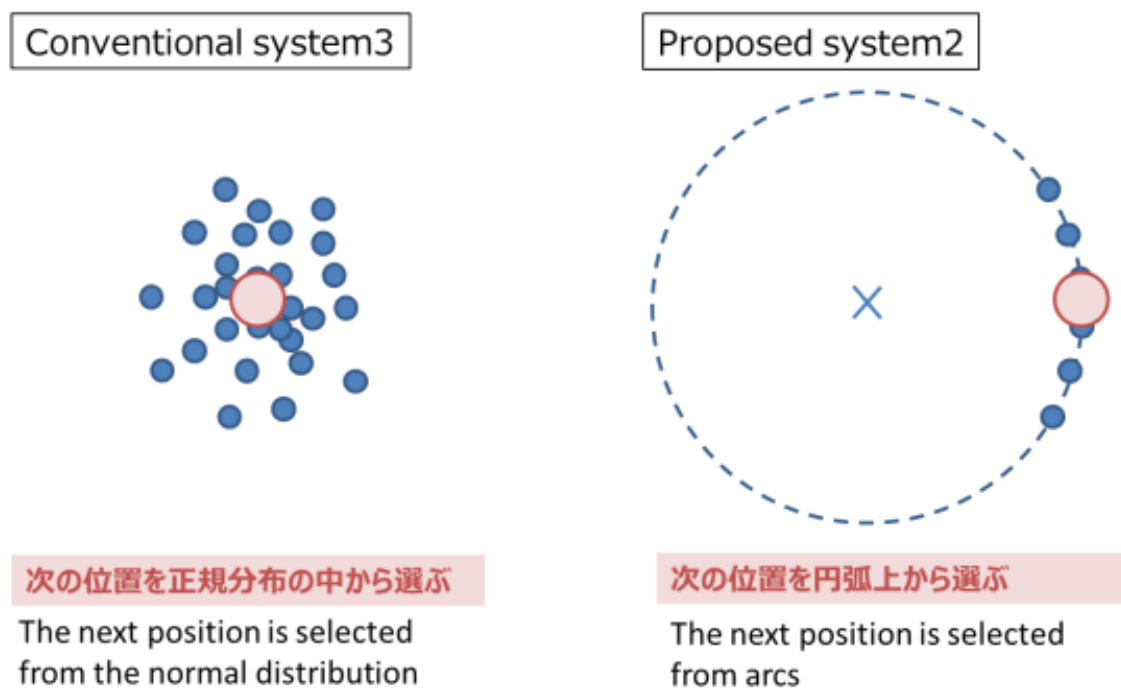 Conventional system3
Proposed system2
次の位置を正規分布の中から選ぶ
The next position is selected
from the normal distribution
次の位置を円弧上から選ぶ
The next position is selected
from arcs